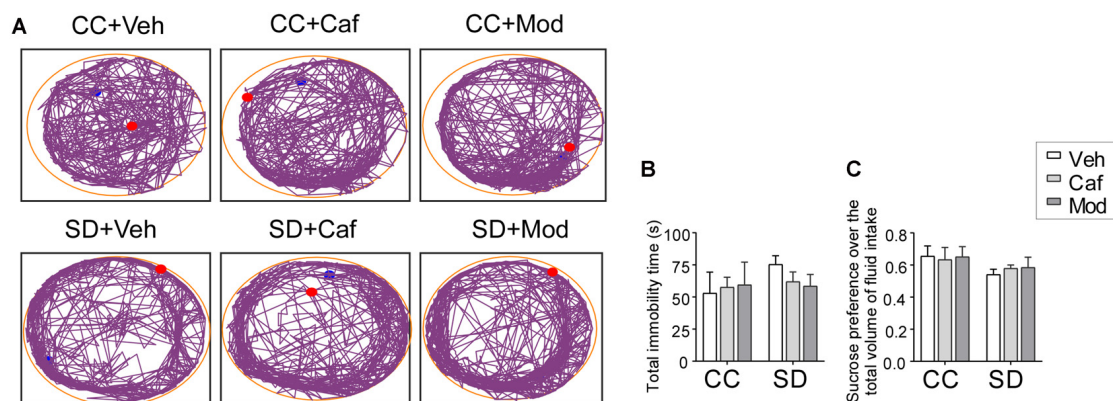 A
CC+Veh
CC+Caf
CC+Mod
SD+Veh
SD+Caf
SD+Mod
B
Total immobility time (s)
100
75
50
25
0
CC
SD
C
Veh
Caf
Mod
Sucrose preference over the
total volume of fluid intake
0.8
0.6
0.4
0.2
0.0
CC
SD